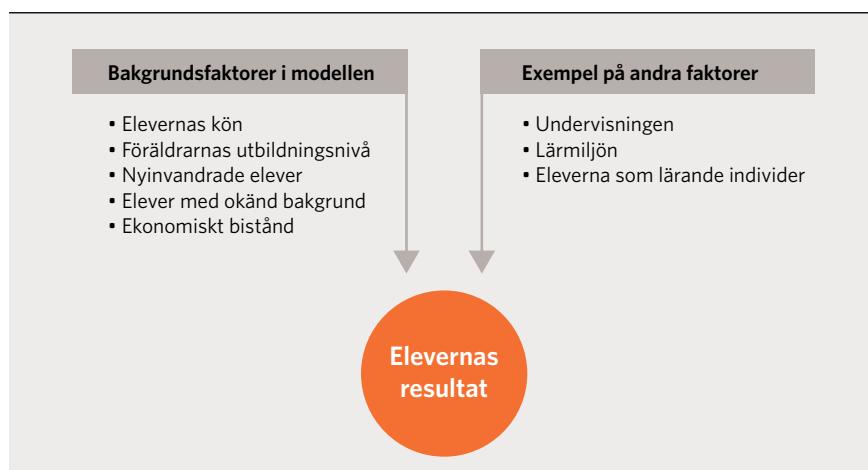 Bakgrundsfaktorer i modellen
• Elevernas kön
• Föräldrarnas utbildningsnivå
• Nyinvandrade elever
• Elever med okänd bakgrund
• Ekonomiskt bistånd
Exempel på andra faktorer
• Undervisningen
• Lärmiljön
• Eleverna som lärande individer
Elevernas
resultat